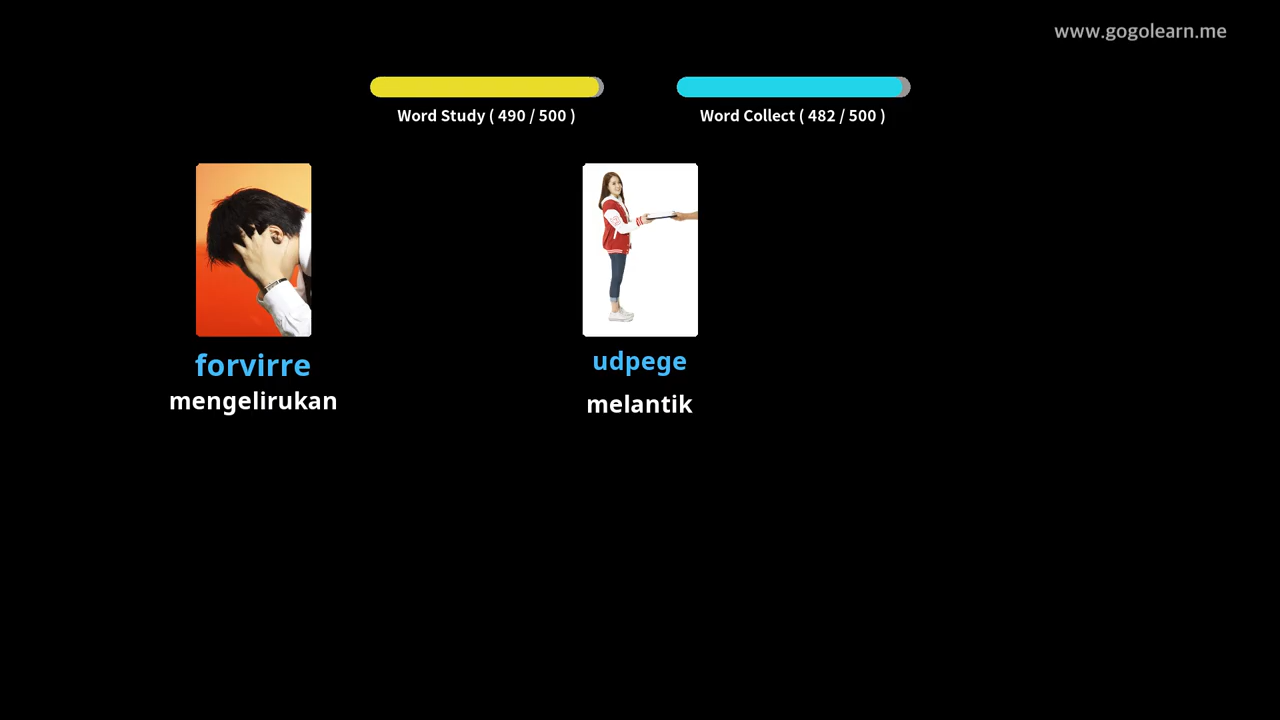 www.gogolearn.me
Word Study ( 490 / 500 )
Word Collect ( 482 / 500 )
forvirre
mengelirukan
udpege
melantik